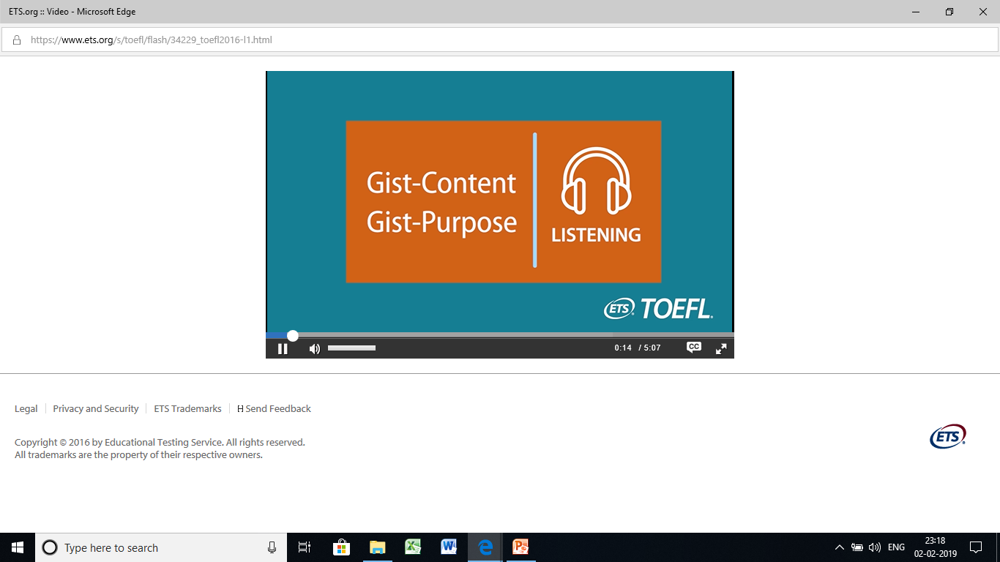 ETS.org :: Video - Microsoft Edge
https://www.ets.org/s/toefl/flash/34229_toefl2016-l1.html
Gist-Content
Gist-Purpose
LISTENING
ETS® TOEFL®
0:14 / 5:07 CC
Legal Privacy and Security ETS Trademarks Send Feedback
Copyright © 2016 by Educational Testing Service. All rights reserved.
All trademarks are the property of their respective owners.
ETS®
Type here to search
ENG
23:18
02-02-2019